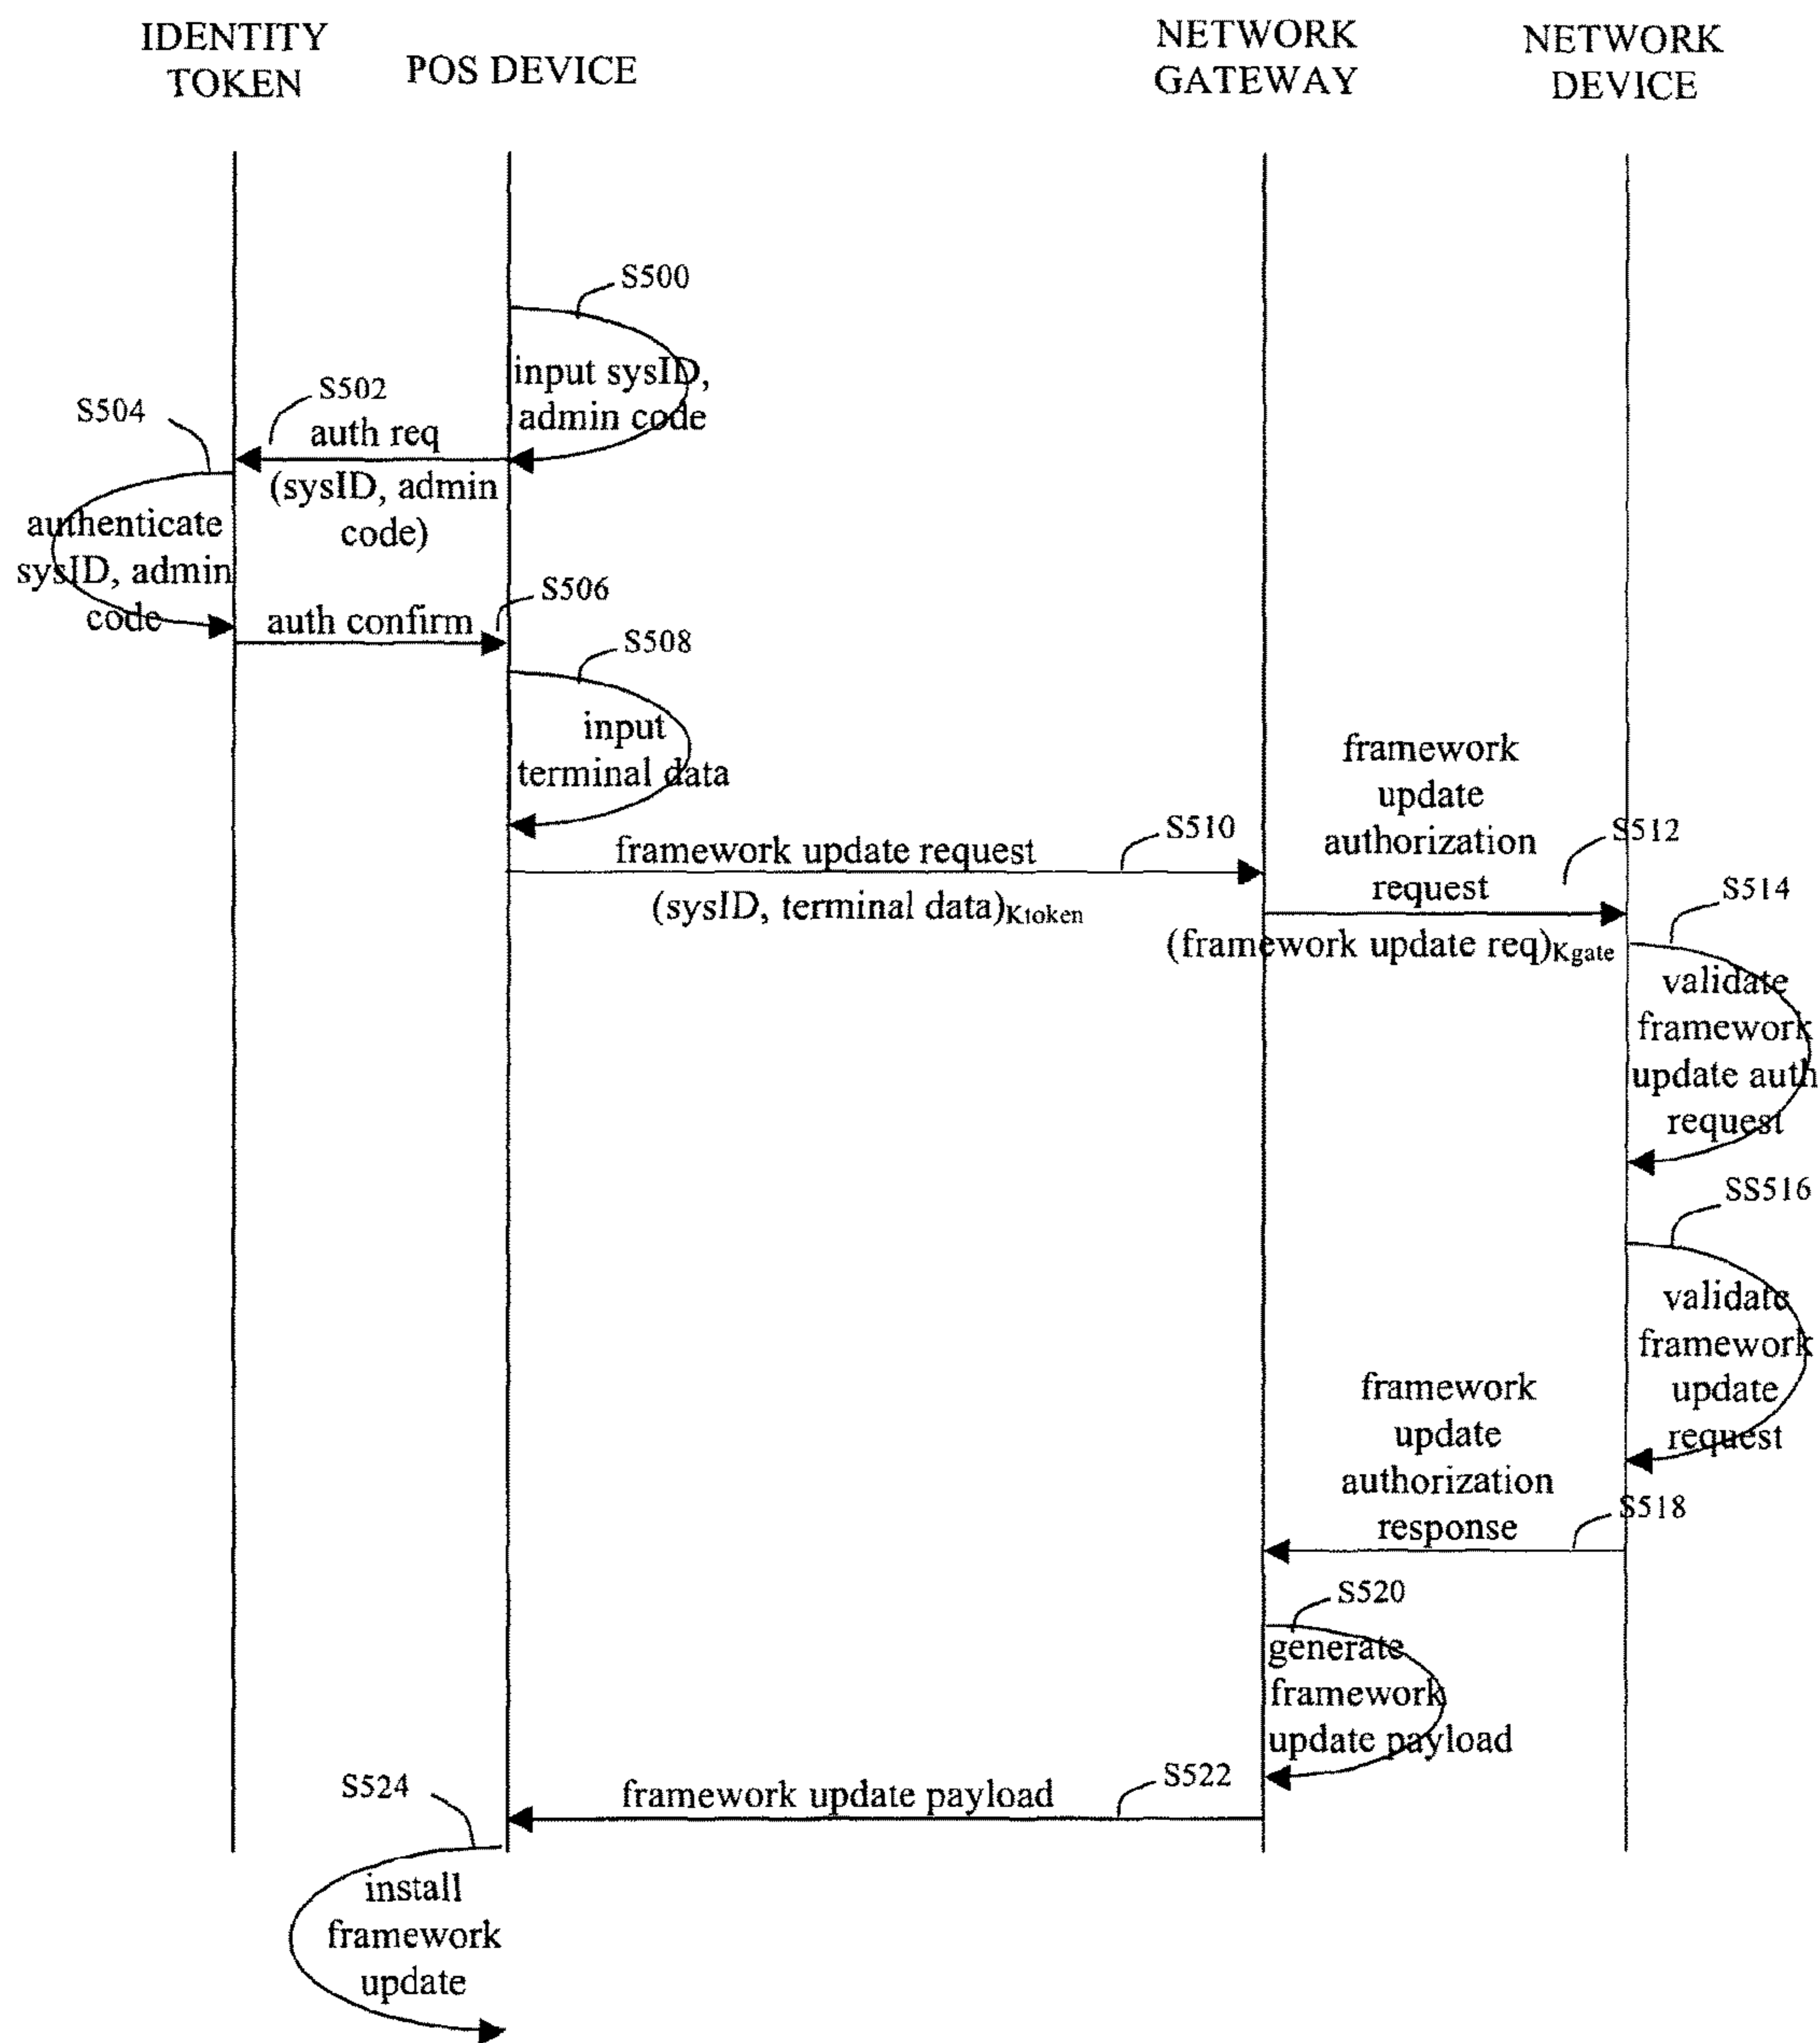 IDENTITY
TOKEN
POS DEVICE
NETWORK
GATEWAY
NETWORK
DEVICE
S500
input sysID,
admin code
S502
auth req
(sysID, admin
code)
S504
authenticate
sysID, admin
code
S506
auth confirm
S508
input
terminal data
S510
framework update request
(sysID, terminal data)Ktoken
framework
update
authorization
request
S512
(framework update req)Kgate
S514
validate
framework
update auth
request
SS516
validate
framework
update
request
framework
update
authorization
response
S518
S520
generate
framework
update payload
S522
framework update payload
S524
install
framework
update